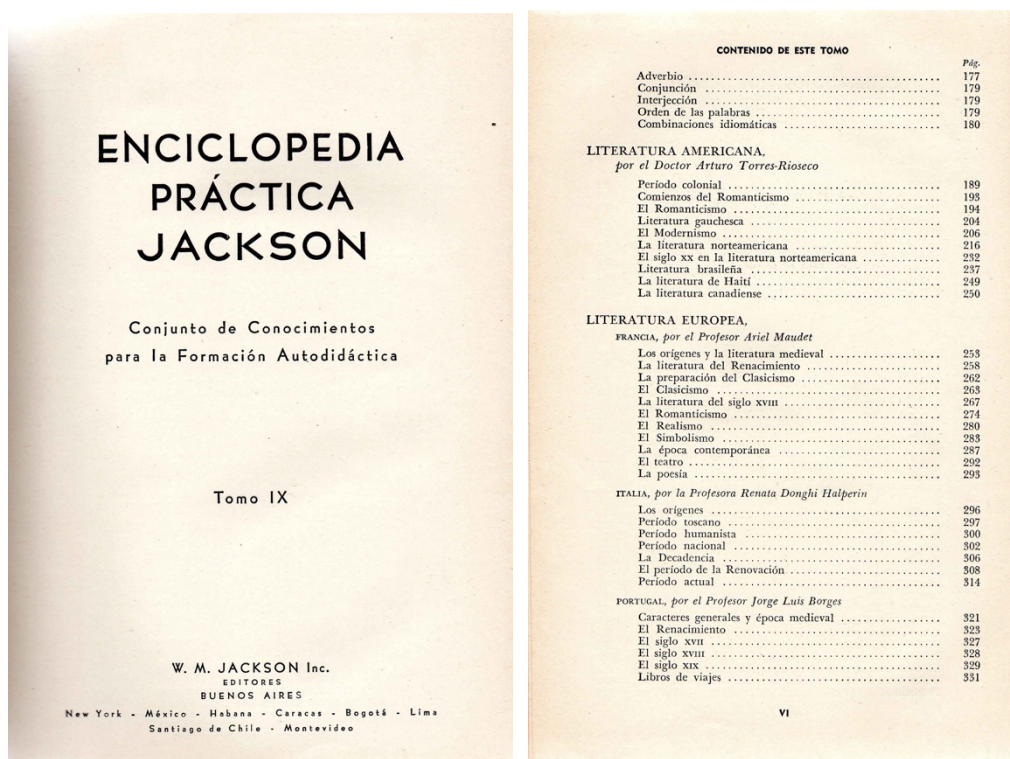 ENCICLOPEDIA
PRÁCTICA
JACKSON
Conjunto de Conocimientos
para la Formación Autodidáctica
Tomo IX
W. M. JACKSON Inc.
EDITORES
BUENOS AIRES
New York - México - Habana - Caracas - Bogotá - Lima
Santiago de Chile - Montevideo
CONTENIDO DE ESTE TOMO
Pág.
Adverbio 177
Conjunción 179
Interjección 179
Orden de las palabras 179
Combinaciones idiomáticas 180
LITERATURA AMERICANA,
por el Doctor Arturo Torres-Rioseco
Período colonial 189
Comienzos del Romanticismo 193
El Romanticismo 194
Literatura gauchesca 204
El Modernismo 206
La literatura norteamericana 216
El siglo XX en la literatura norteamericana 232
Literatura brasileña 237
La literatura de Haití 249
La literatura canadiense 250
LITERATURA EUROPEA,
FRANCIA, por el Profesor Ariel Maudet
Los orígenes y la literatura medieval 253
La literatura del Renacimiento 258
La preparación del Clasicismo 262
El Clasicismo 263
La literatura del siglo XVIII 267
El Romanticismo 274
El Realismo 280
El Simbolismo 283
La época contemporánea 287
El teatro 292
La poesía 293
ITALIA, por la Profesora Renata Donghi Halperin
Los orígenes 296
Período toscano 297
Período humanista 300
Período nacional 302
La Decadencia 306
El período de la Renovación 308
Período actual 314
PORTUGAL, por el Profesor Jorge Luis Borges
Caracteres generales y época medieval 321
El Renacimiento 323
El siglo XVII 327
El siglo XVIII 328
El siglo XIX 329
Libros de viajes 331
VI